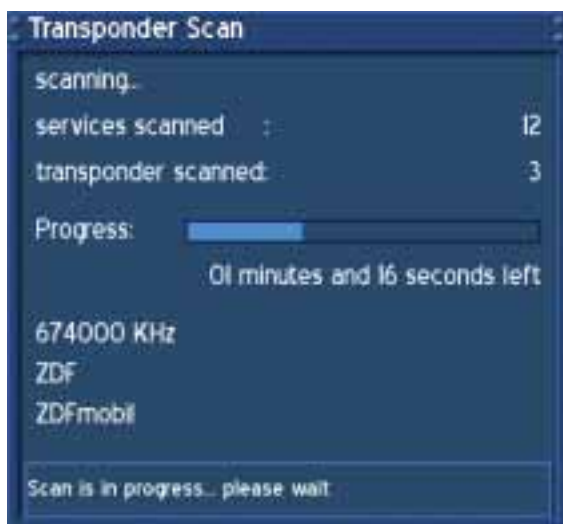 Transponder Scan
scanning...
services scanned : 12
transponder scanned: 3
Progress:
01 minutes and 16 seconds left
674000 KHz
ZDF
ZDFmobil
Scan is in progress... please wait